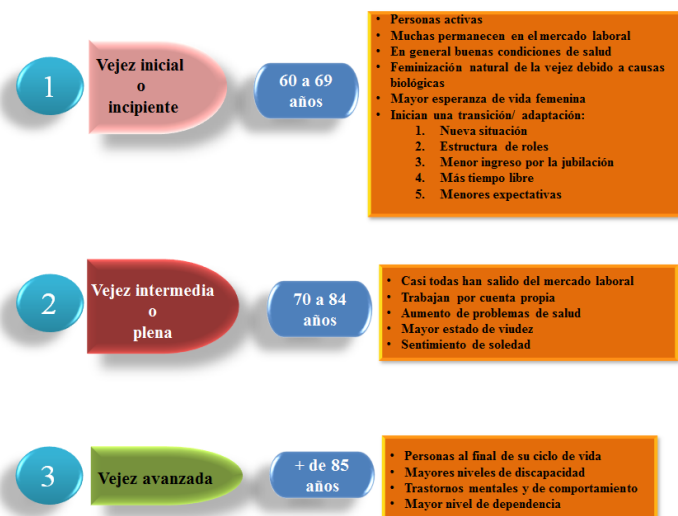 1
Vejez inicial
o
incipiente
60 a 69
años
• Personas activas
• Muchas permanecen en el mercado laboral
• En general buenas condiciones de salud
• Feminización natural de la vejez debido a causas
biológicas
• Mayor esperanza de vida femenina
• Inician una transición/ adaptación:
1. Nueva situación
2. Estructura de roles
3. Menor ingreso por la jubilación
4. Más tiempo libre
5. Menores expectativas
2
Vejez intermedia
o
plena
70 a 84
años
• Casi todas han salido del mercado laboral
• Trabajan por cuenta propia
• Aumento de problemas de salud
• Mayor estado de viudez
• Sentimiento de soledad
3
Vejez avanzada
+ de 85
años
• Personas al final de su ciclo de vida
• Mayores niveles de discapacidad
• Trastornos mentales y de comportamiento
• Mayor nivel de dependencia